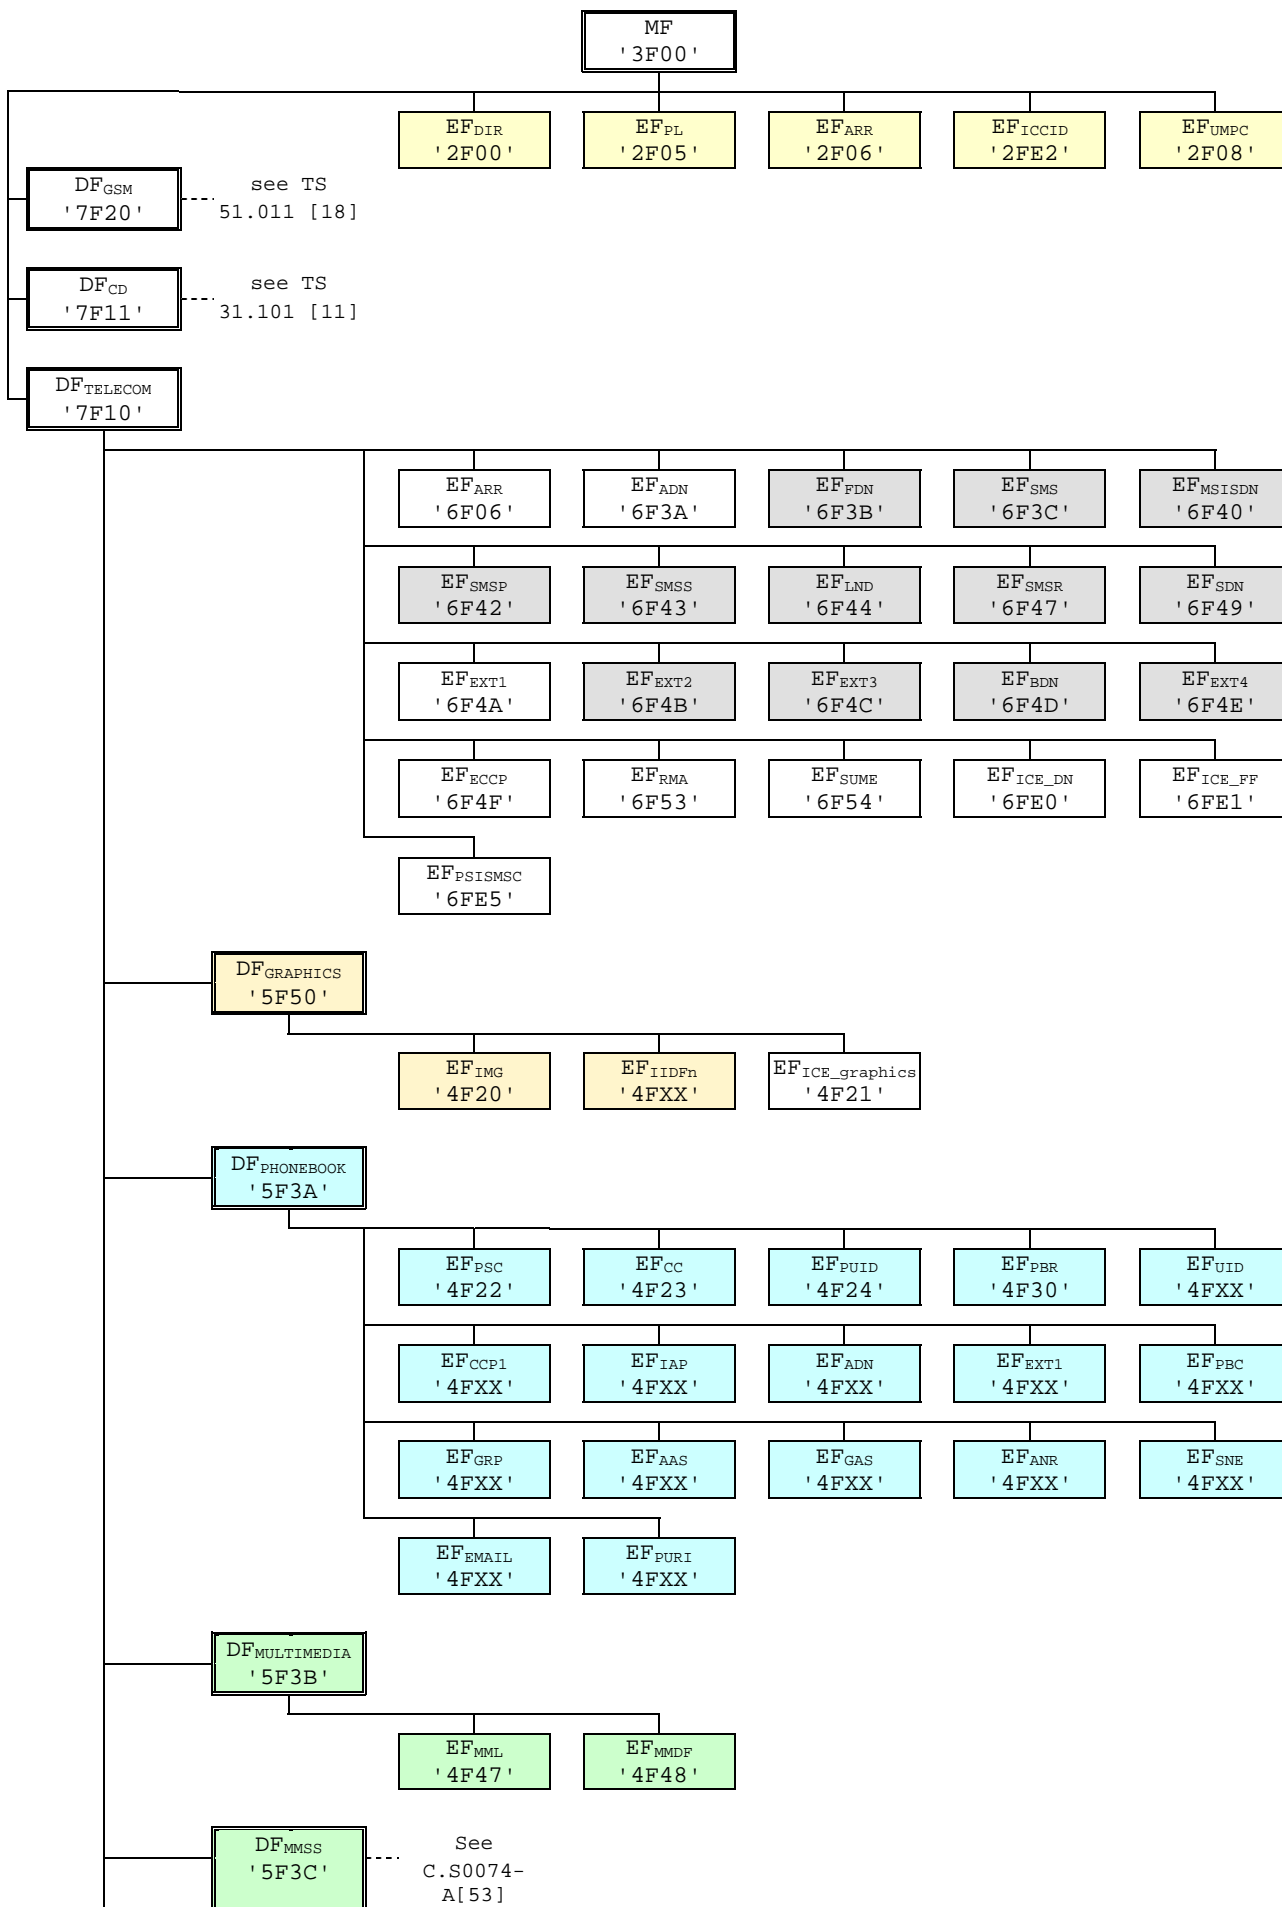 MF
'3F00'
EFDIR EFPL EFARR EFICCID EFUMPC
'2F00' '2F05' '2F06' '2FE2' '2F08'
DFGSM see TS
'7F20' 51.011 [18]
DFCD see TS
'7F11' 31.101 [11]
DFTELECOM
'7F10'
EFARR EFADN EFFDN EFSMS EFMSISDN
'6F06' '6F3A' '6F3B' '6F3C' '6F40'
EFSMSP EFSMSS EFLND EFSMSR EFSDN
'6F42' '6F43' '6F44' '6F47' '6F49'
EFEXT1 EFEXT2 EFEXT3 EFBDN EFEXT4
'6F4A' '6F4B' '6F4C' '6F4D' '6F4E'
EFECCP EFRMA EFSUME EFICE_DN EFICE_FF
'6F4F' '6F53' '6F54' '6FE0' '6FE1'
EFPSISMSC
'6FE5'
DFGRAPHICS
'5F50'
EFIMG EFIIDFn EFICE_graphics
'4F20' '4FXX' '4F21'
DFPHONEBOOK
'5F3A'
EFPSC EFCC EFPUID EFPBR EFUID
'4F22' '4F23' '4F24' '4F30' '4FXX'
EFCCP1 EFIAP EFADN EFEXT1 EFPBC
'4FXX' '4FXX' '4FXX' '4FXX' '4FXX'
EFGRP EFAAS EFGAS EFANR EFSNE
'4FXX' '4FXX' '4FXX' '4FXX' '4FXX'
EFEMAIL EFPURI
'4FXX' '4FXX'
DFMULTIMEDIA
'5F3B'
EFMML EFMMDF
'4F47' '4F48'
DFMMSS See
'5F3C' C.S0074-
A[53]